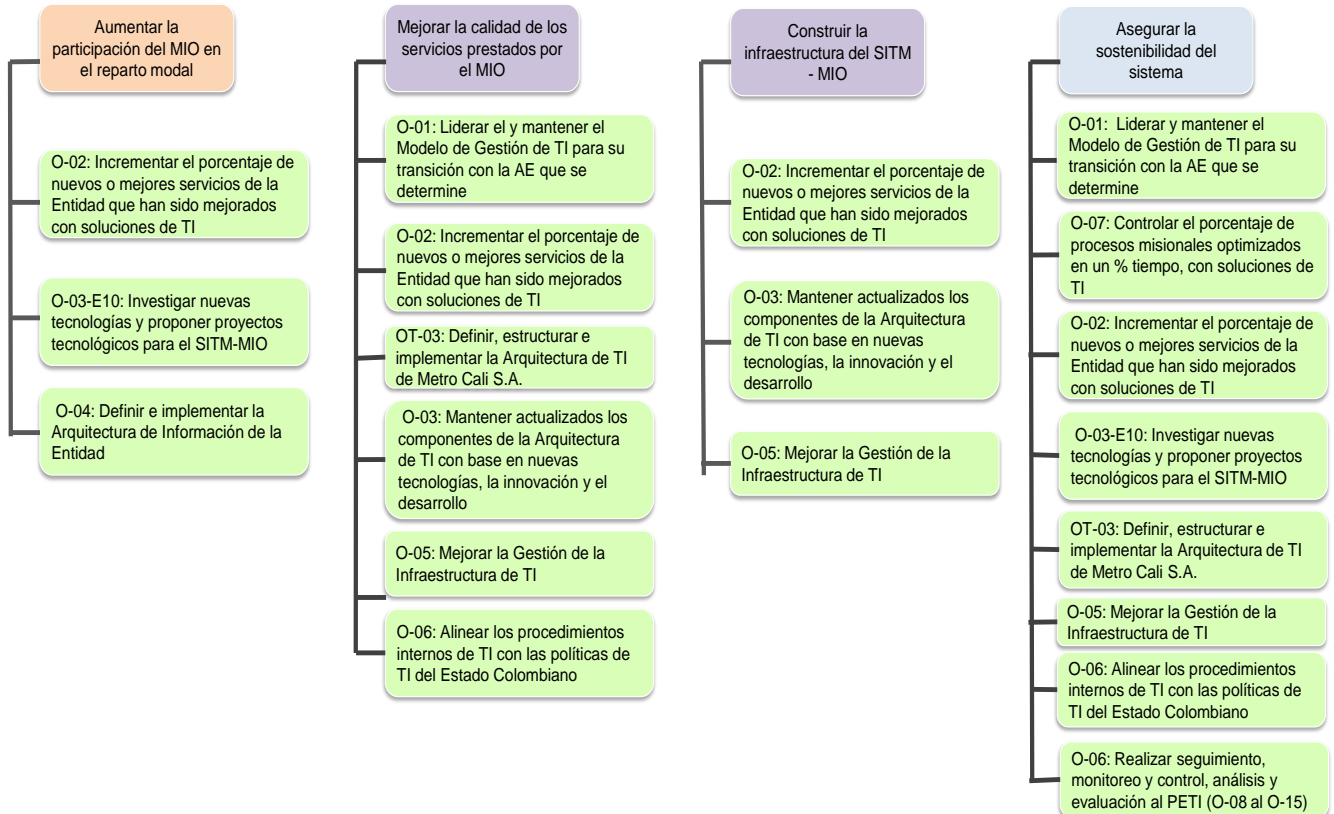 Aumentar la
participación del MIO en
el reparto modal
O-02: Incrementar el porcentaje de
nuevos o mejores servicios de la
Entidad que han sido mejorados
con soluciones de TI
O-03-E10: Investigar nuevas
tecnologías y proponer proyectos
tecnológicos para el SITM-MIO
O-04: Definir e implementar la
Arquitectura de Información de la
Entidad
Mejorar la calidad de los
servicios prestados por
el MIO
O-01: Liderar el y mantener el
Modelo de Gestión de TI para su
transición con la AE que se
determine
O-02: Incrementar el porcentaje de
nuevos o mejores servicios de la
Entidad que han sido mejorados
con soluciones de TI
OT-03: Definir, estructurar e
implementar la Arquitectura de TI
de Metro Cali S.A.
O-03: Mantener actualizados los
componentes de la Arquitectura
de TI con base en nuevas
tecnologías, la innovación y el
desarrollo
O-05: Mejorar la Gestión de la
Infraestructura de TI
O-06: Alinear los procedimientos
internos de TI con las políticas de
TI del Estado Colombiano
Construir la
infraestructura del SITM
- MIO
O-02: Incrementar el porcentaje de
nuevos o mejores servicios de la
Entidad que han sido mejorados
con soluciones de TI
O-03: Mantener actualizados los
componentes de la Arquitectura
de TI con base en nuevas
tecnologías, la innovación y el
desarrollo
O-05: Mejorar la Gestión de la
Infraestructura de TI
Asegurar la
sostenibilidad del
sistema
O-01: Liderar y mantener el
Modelo de Gestión de TI para su
transición con la AE que se
determine
O-07: Controlar el porcentaje de
procesos misionales optimizados
en un % tiempo, con soluciones de
TI
O-02: Incrementar el porcentaje de
nuevos o mejores servicios de la
Entidad que han sido mejorados
con soluciones de TI
O-03-E10: Investigar nuevas
tecnologías y proponer proyectos
tecnológicos para el SITM-MIO
OT-03: Definir, estructurar e
implementar la Arquitectura de TI
de Metro Cali S.A.
O-05: Mejorar la Gestión de la
Infraestructura de TI
O-06: Alinear los procedimientos
internos de TI con las políticas de
TI del Estado Colombiano
O-06: Realizar seguimiento,
monitoreo y control, análisis y
evaluación al PETI (O-08 al O-15)